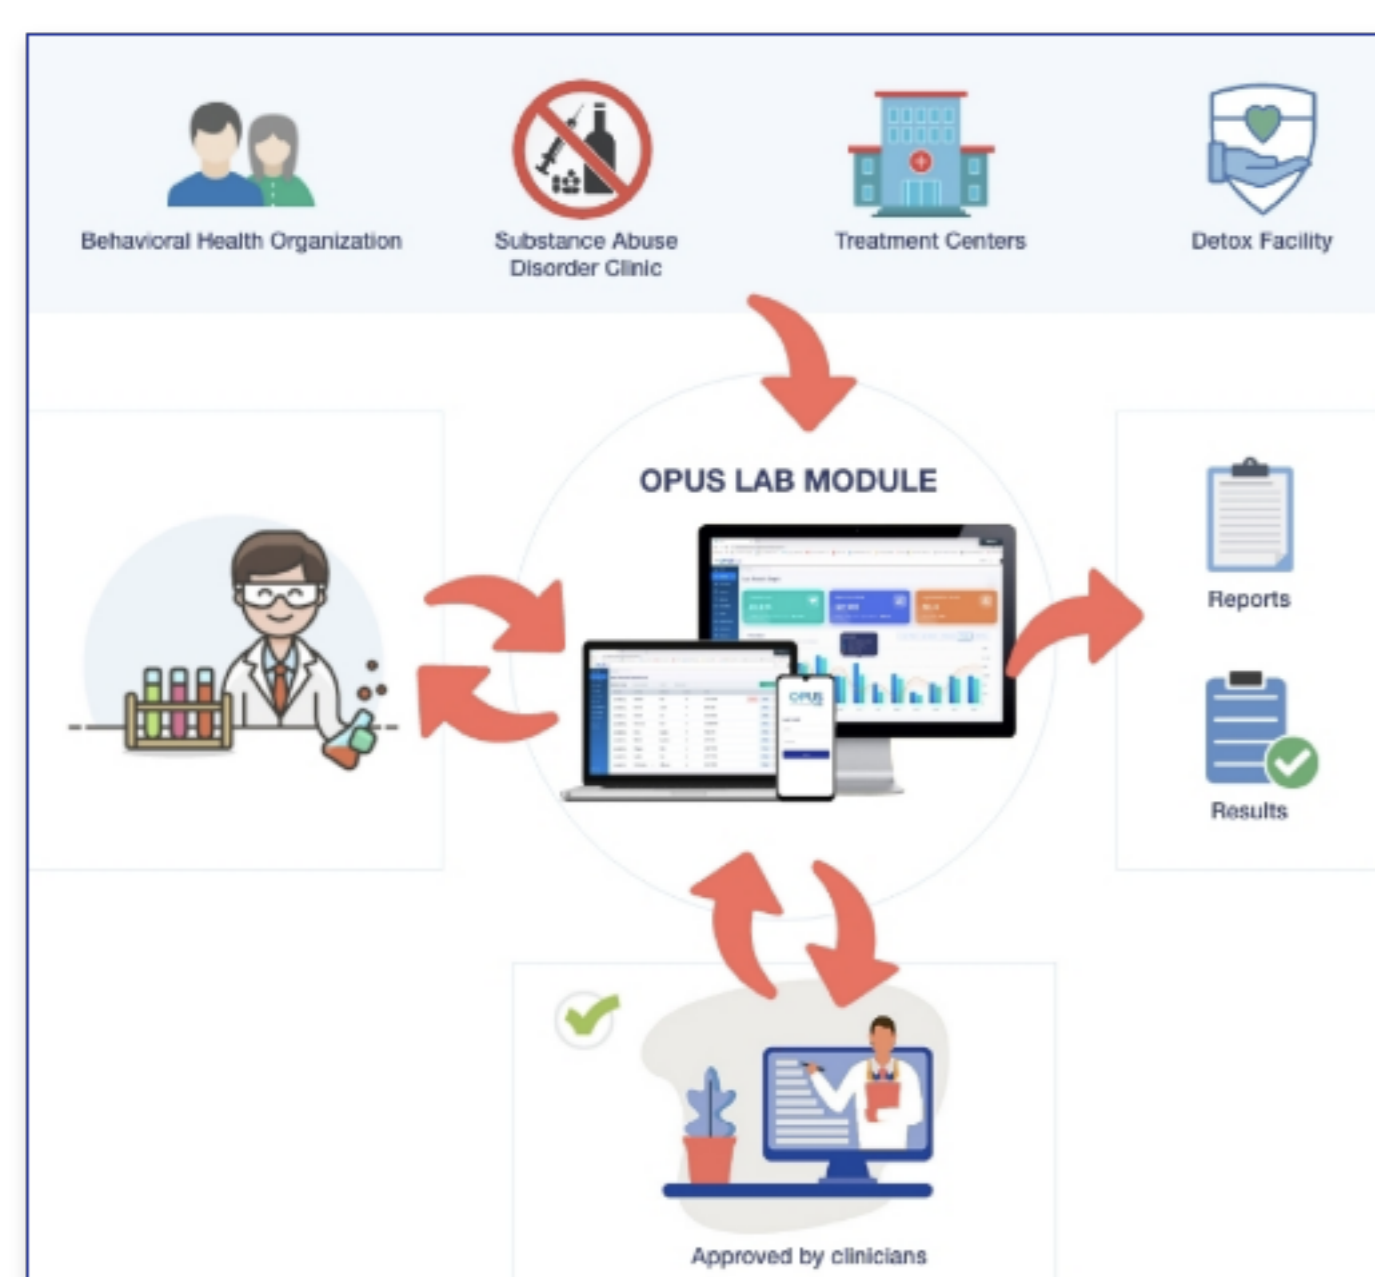 Behavioral Health Organization
Substance Abuse
Disorder Clinic
Treatment Centers
Detox Facility
OPUS LAB MODULE
OPUS
Reports
Results
Approved by clinicians